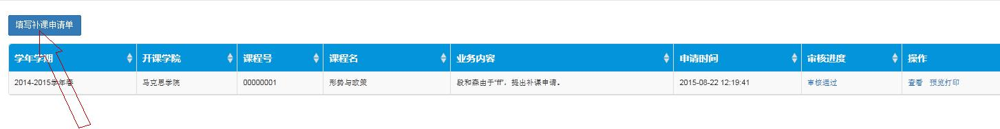 填写补课申请单
学年学期 开课学院 课程号 课程名 业务内容 申请时间 审核进度 操作
2014-2015学年春 马克思学院 00000001 形势与政策 段和森由于"ff"，提出补课申请。 2015-08-22 12:19:41 审核通过 查看 预览打印